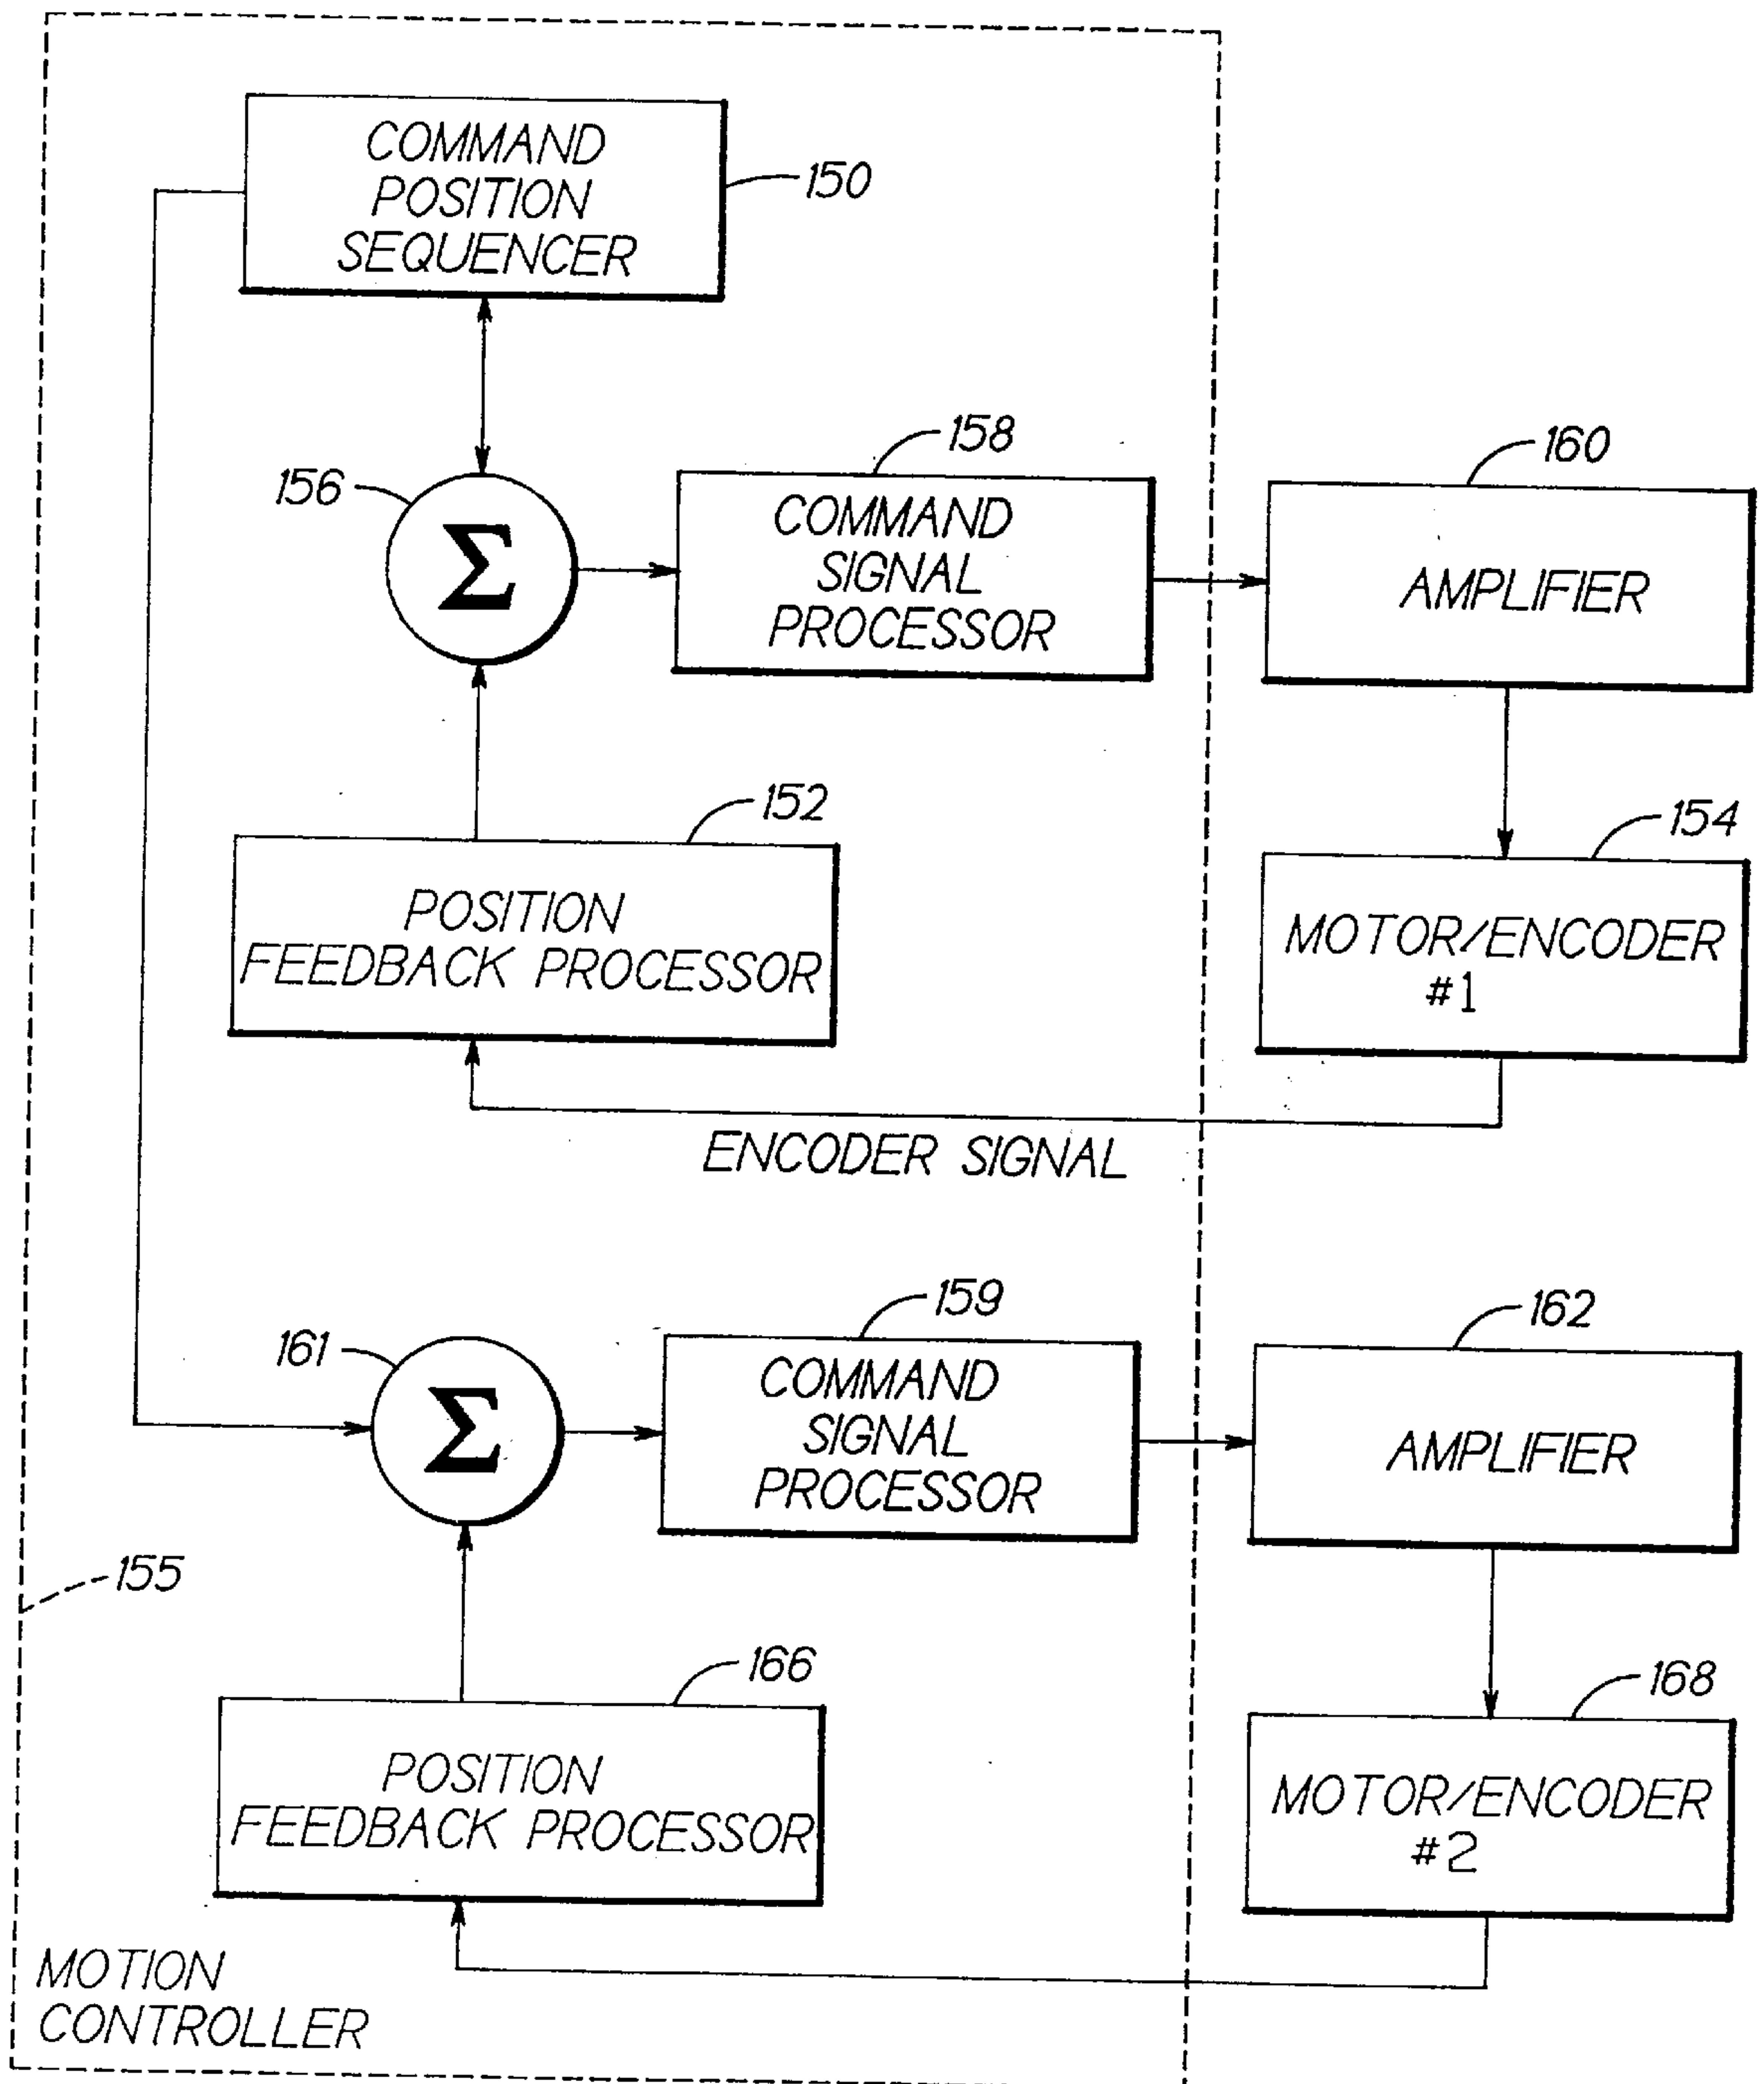 COMMAND
POSITION
SEQUENCER
150
156
Σ
158
COMMAND
SIGNAL
PROCESSOR
160
AMPLIFIER
152
POSITION
FEEDBACK PROCESSOR
154
MOTOR/ENCODER
#1
ENCODER SIGNAL
161
Σ
159
COMMAND
SIGNAL
PROCESSOR
162
AMPLIFIER
155
166
POSITION
FEEDBACK PROCESSOR
168
MOTOR/ENCODER
#2
MOTION
CONTROLLER